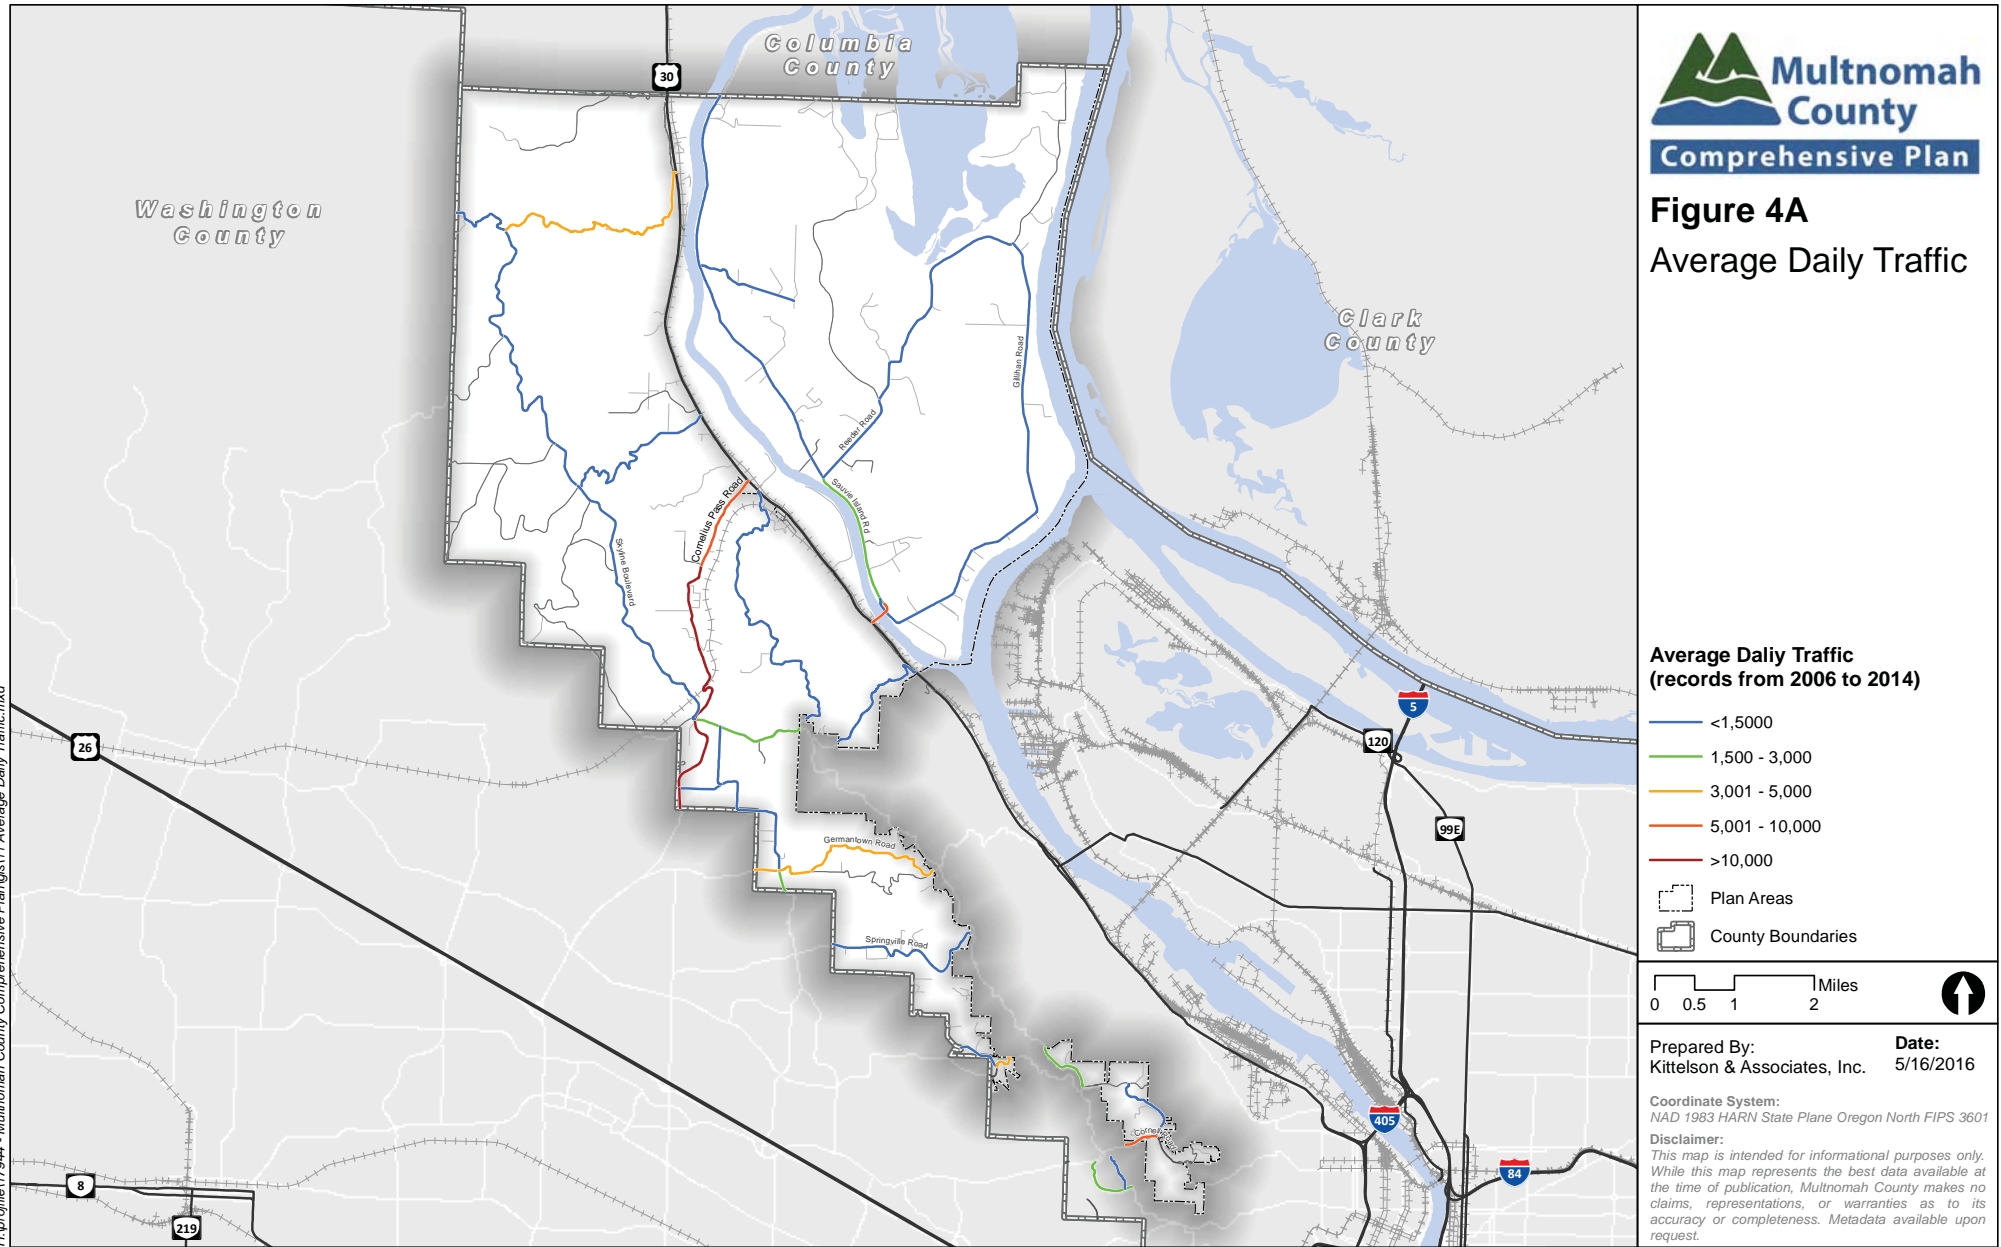 Columbia
County
30
Washington
County
Clark
County
Gillihan Road
Reeder Road
Sauvie Island Rd
Cornelius Pass Road
Skyline Boulevard
26
5
120
99E
Germantown Road
Springville Road
405
84
8
219
Multnomah
County
Comprehensive Plan
Figure 4A
Average Daily Traffic
Average Daliy Traffic
(records from 2006 to 2014)
<1,5000
1,500 - 3,000
3,001 - 5,000
5,001 - 10,000
>10,000
Plan Areas
County Boundaries
Miles
0 0.5 1 2
Prepared By:
Kittelson & Associates, Inc.
Date:
5/16/2016
Coordinate System:
NAD 1983 HARN State Plane Oregon North FIPS 3601
Disclaimer:
This map is intended for informational purposes only.
While this map represents the best data available at
the time of publication, Multnomah County makes no
claims, representations, or warranties as to its
accuracy or completeness. Metadata available upon
request.